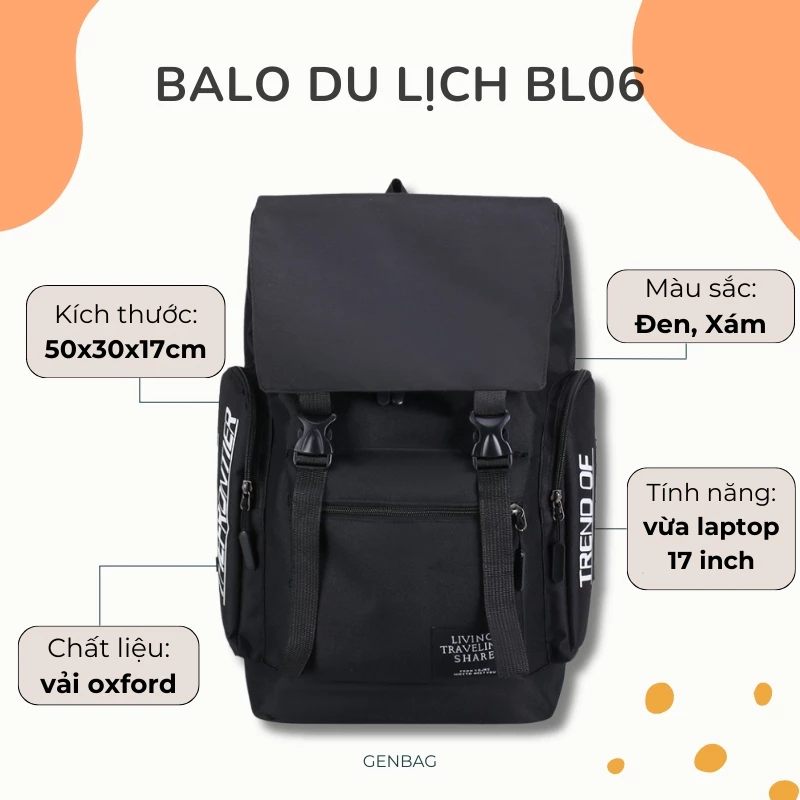 BALO DU LỊCH BL06
Kích thước:
50x30x17cm
Màu sắc:
Đen, Xám
Tính năng:
vừa laptop
17 inch
Chất liệu:
vải oxford
TREND OF
LIVING
TRAVELIN
SHARE
GENBAG